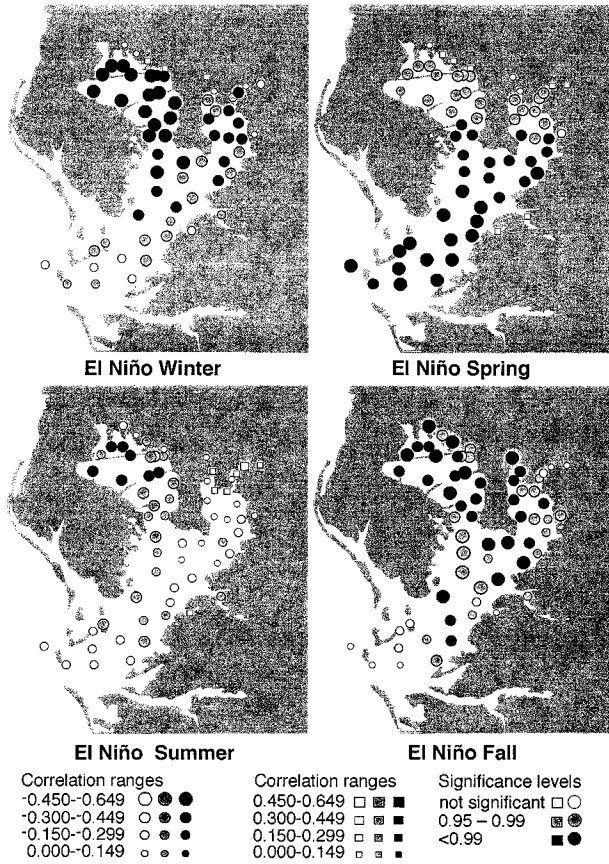 El Niño Winter
El Niño Spring
El Niño Summer
El Niño Fall
Correlation ranges
-0.450--0.649
-0.300--0.449
-0.150--0.299
0.000--0.149
Correlation ranges
0.450-0.649
0.300-0.449
0.150-0.299
0.000-0.149
Significance levels
not significant
0.95 – 0.99
<0.99